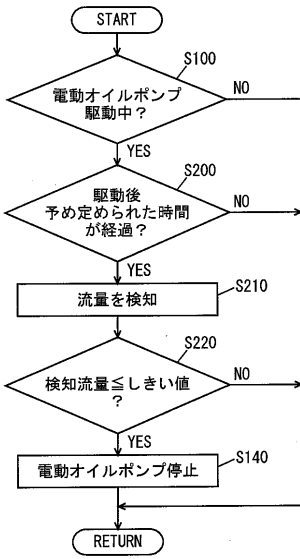 START
S100
電動オイルポンプ
駆動中？
NO
YES
S200
駆動後
予め定められた時間
が経過？
NO
YES
S210
流量を検知
S220
検知流量≦しきい値
？
NO
YES
S140
電動オイルポンプ停止
RETURN